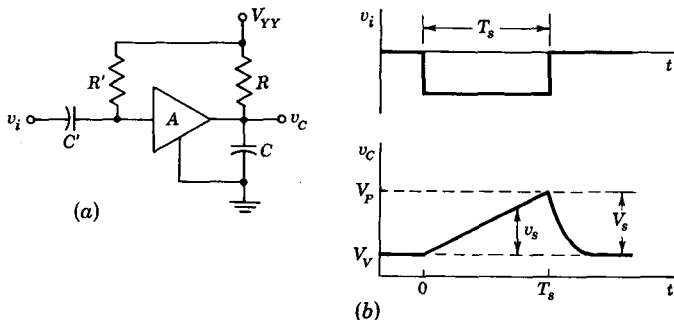 V_YY
R'
R
v_i
C'
A
v_C
C
(a)
v_i
T_s
t
v_C
V_P
v_s
V_s
V_V
0
T_s
t
(b)